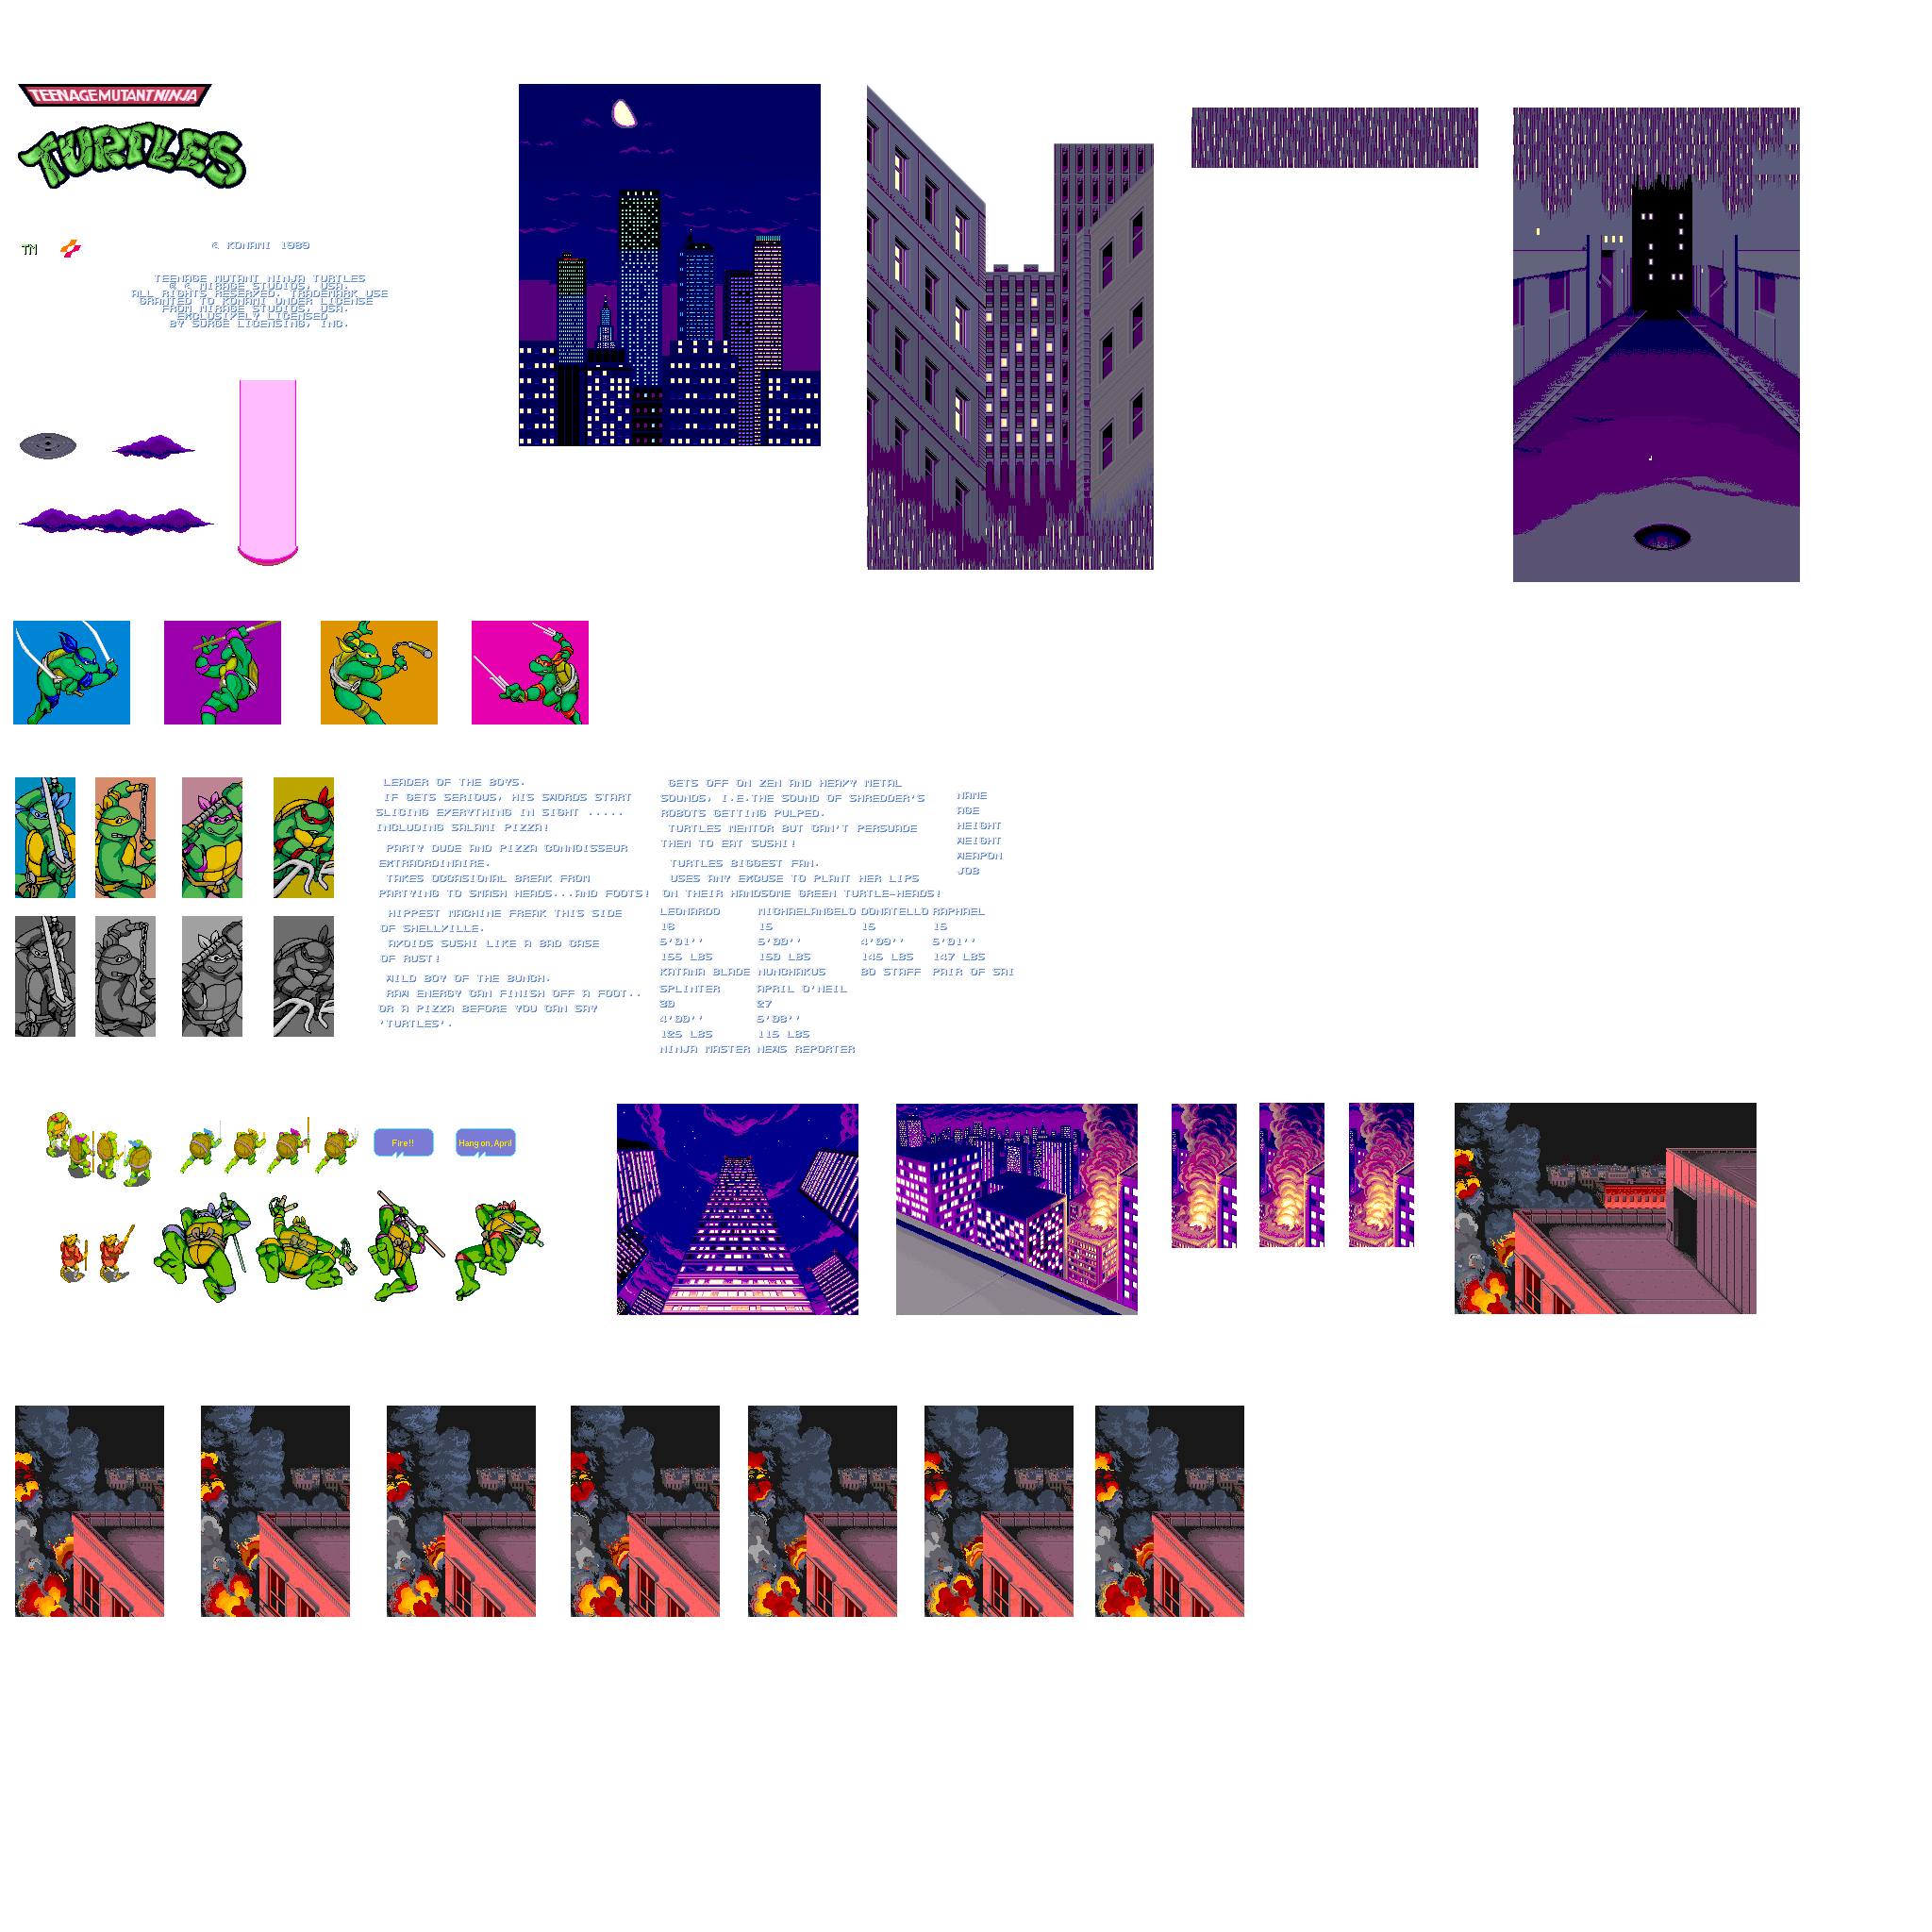 TEENAGE MUTANT NINJA
TURTLES
TM
© KONAMI 1989
TEENAGE MUTANT NINJA TURTLES
® © MIRAGE STUDIOS, USA.
ALL RIGHTS RESERVED. TRADEMARK USE
GRANTED TO KONAMI UNDER LICENSE
FROM MIRAGE STUDIOS, USA.
EXCLUSIVELY LICENSED
BY SURGE LICENSING, INC.
LEADER OF THE BOYS.
IF GETS SERIOUS, HIS SWORDS START
SLICING EVERYTHING IN SIGHT .....
INCLUDING SALAMI PIZZA!
PARTY DUDE AND PIZZA CONNOISSEUR
EXTRAORDINAIRE.
TAKES OCCASIONAL BREAK FROM
PARTYING TO SMASH HEADS...AND FOOTS!
HIPPEST MACHINE FREAK THIS SIDE
OF SHELLVILLE.
AVOIDS SUSHI LIKE A BAD CASE
OF RUST!
WILD BOY OF THE BUNCH.
RAW ENERGY CAN FINISH OFF A FOOT..
OR A PIZZA BEFORE YOU CAN SAY
'TURTLES'.
GETS OFF ON ZEN AND HEAVY METAL
SOUNDS, I.E.THE SOUND OF SHREDDER'S
ROBOTS GETTING PULPED.
TURTLES MENTOR BUT CAN'T PERSUADE
THEM TO EAT SUSHI!
TURTLES BIGGEST FAN.
USES ANY EXCUSE TO PLANT HER LIPS
ON THEIR HANDSOME GREEN TURTLE-HEADS!
NAME
AGE
HEIGHT
WEIGHT
WEAPON
JOB
LEONARDO MICHAELANGELO DONATELLO RAPHAEL
16 15 15 15
5'01'' 5'00'' 4'09'' 5'01''
155 LBS 150 LBS 145 LBS 147 LBS
KATANA BLADE NUNCHAKUS BO STAFF PAIR OF SAI
SPLINTER APRIL O'NEIL
39 27
4'09'' 5'08''
125 LBS 115 LBS
NINJA MASTER NEWS REPORTER
Fire!!
Hang on, April